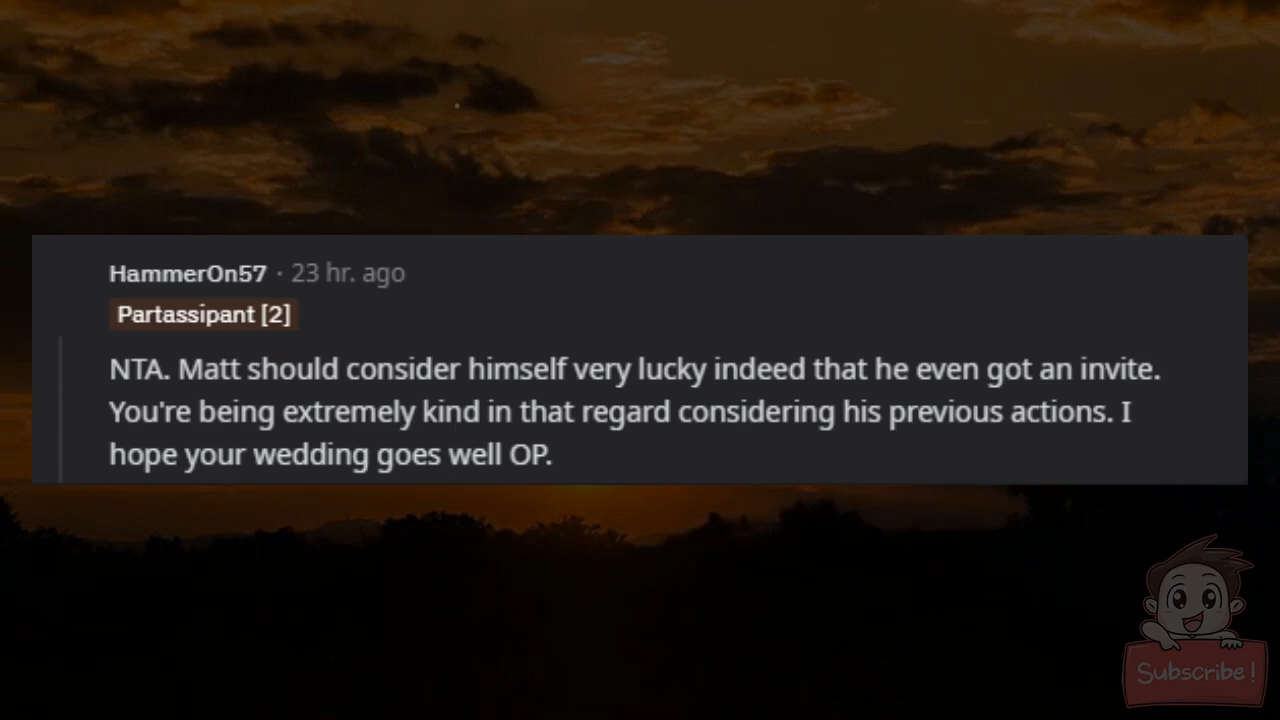 HammerOn57 · 23 hr. ago
Partassipant [2]
NTA. Matt should consider himself very lucky indeed that he even got an invite.
You're being extremely kind in that regard considering his previous actions. I
hope your wedding goes well OP.
Subscribe!